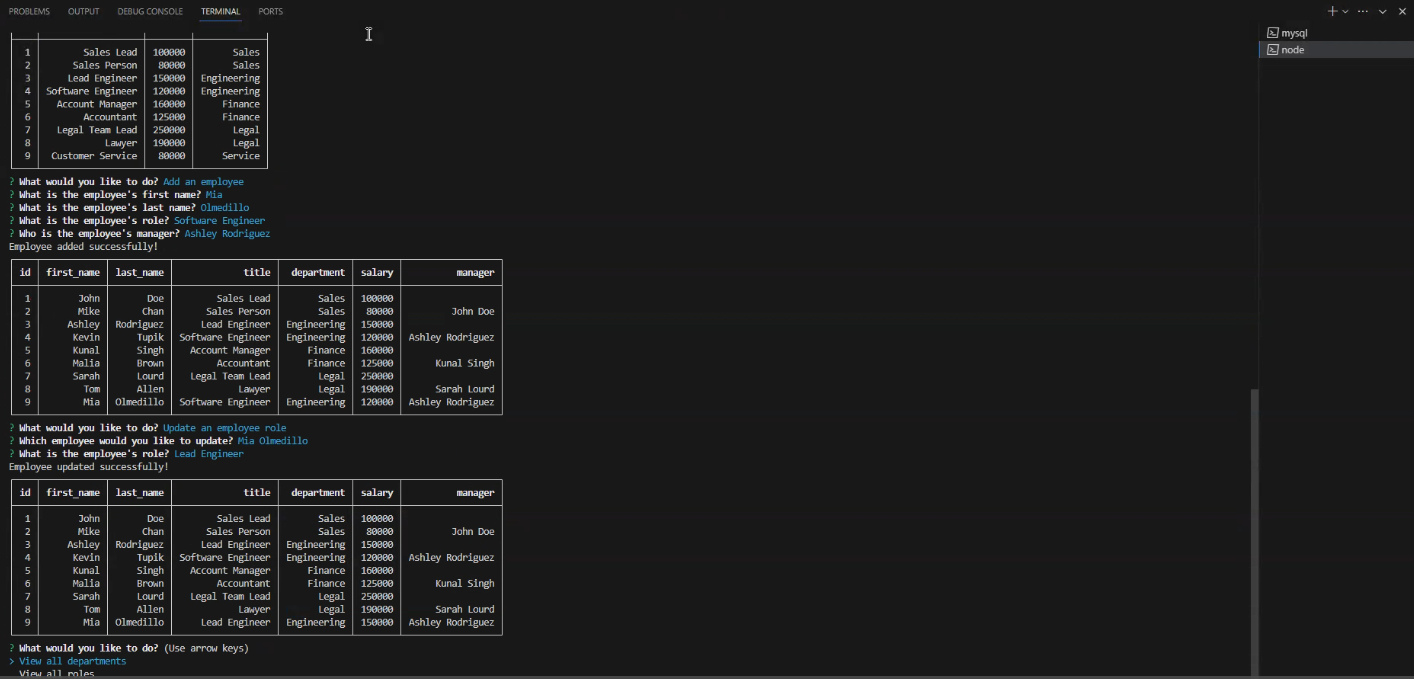 PROBLEMS OUTPUT DEBUG CONSOLE TERMINAL PORTS
mysql
node
1 Sales Lead 100000 Sales
2 Sales Person 80000 Sales
3 Lead Engineer 150000 Engineering
4 Software Engineer 120000 Engineering
5 Account Manager 160000 Finance
6 Accountant 125000 Finance
7 Legal Team Lead 250000 Legal
8 Lawyer 190000 Legal
9 Customer Service 80000 Service
? What would you like to do? Add an employee
? What is the employee's first name? Mia
? What is the employee's last name? Olmedillo
? What is the employee's role? Software Engineer
? Who is the employee's manager? Ashley Rodriguez
Employee added successfully!
id first_name last_name title department salary manager
1 John Doe Sales Lead Sales 100000
2 Mike Chan Sales Person Sales 80000 John Doe
3 Ashley Rodriguez Lead Engineer Engineering 150000
4 Kevin Tupik Software Engineer Engineering 120000 Ashley Rodriguez
5 Kunal Singh Account Manager Finance 160000
6 Malia Brown Accountant Finance 125000 Kunal Singh
7 Sarah Lourd Legal Team Lead Legal 250000
8 Tom Allen Lawyer Legal 190000 Sarah Lourd
9 Mia Olmedillo Software Engineer Engineering 120000 Ashley Rodriguez
? What would you like to do? Update an employee role
? Which employee would you like to update? Mia Olmedillo
? What is the employee's role? Lead Engineer
Employee updated successfully!
id first_name last_name title department salary manager
1 John Doe Sales Lead Sales 100000
2 Mike Chan Sales Person Sales 80000 John Doe
3 Ashley Rodriguez Lead Engineer Engineering 150000
4 Kevin Tupik Software Engineer Engineering 120000 Ashley Rodriguez
5 Kunal Singh Account Manager Finance 160000
6 Malia Brown Accountant Finance 125000 Kunal Singh
7 Sarah Lourd Legal Team Lead Legal 250000
8 Tom Allen Lawyer Legal 190000 Sarah Lourd
9 Mia Olmedillo Lead Engineer Engineering 150000 Ashley Rodriguez
? What would you like to do? (Use arrow keys)
> View all departments
View all roles